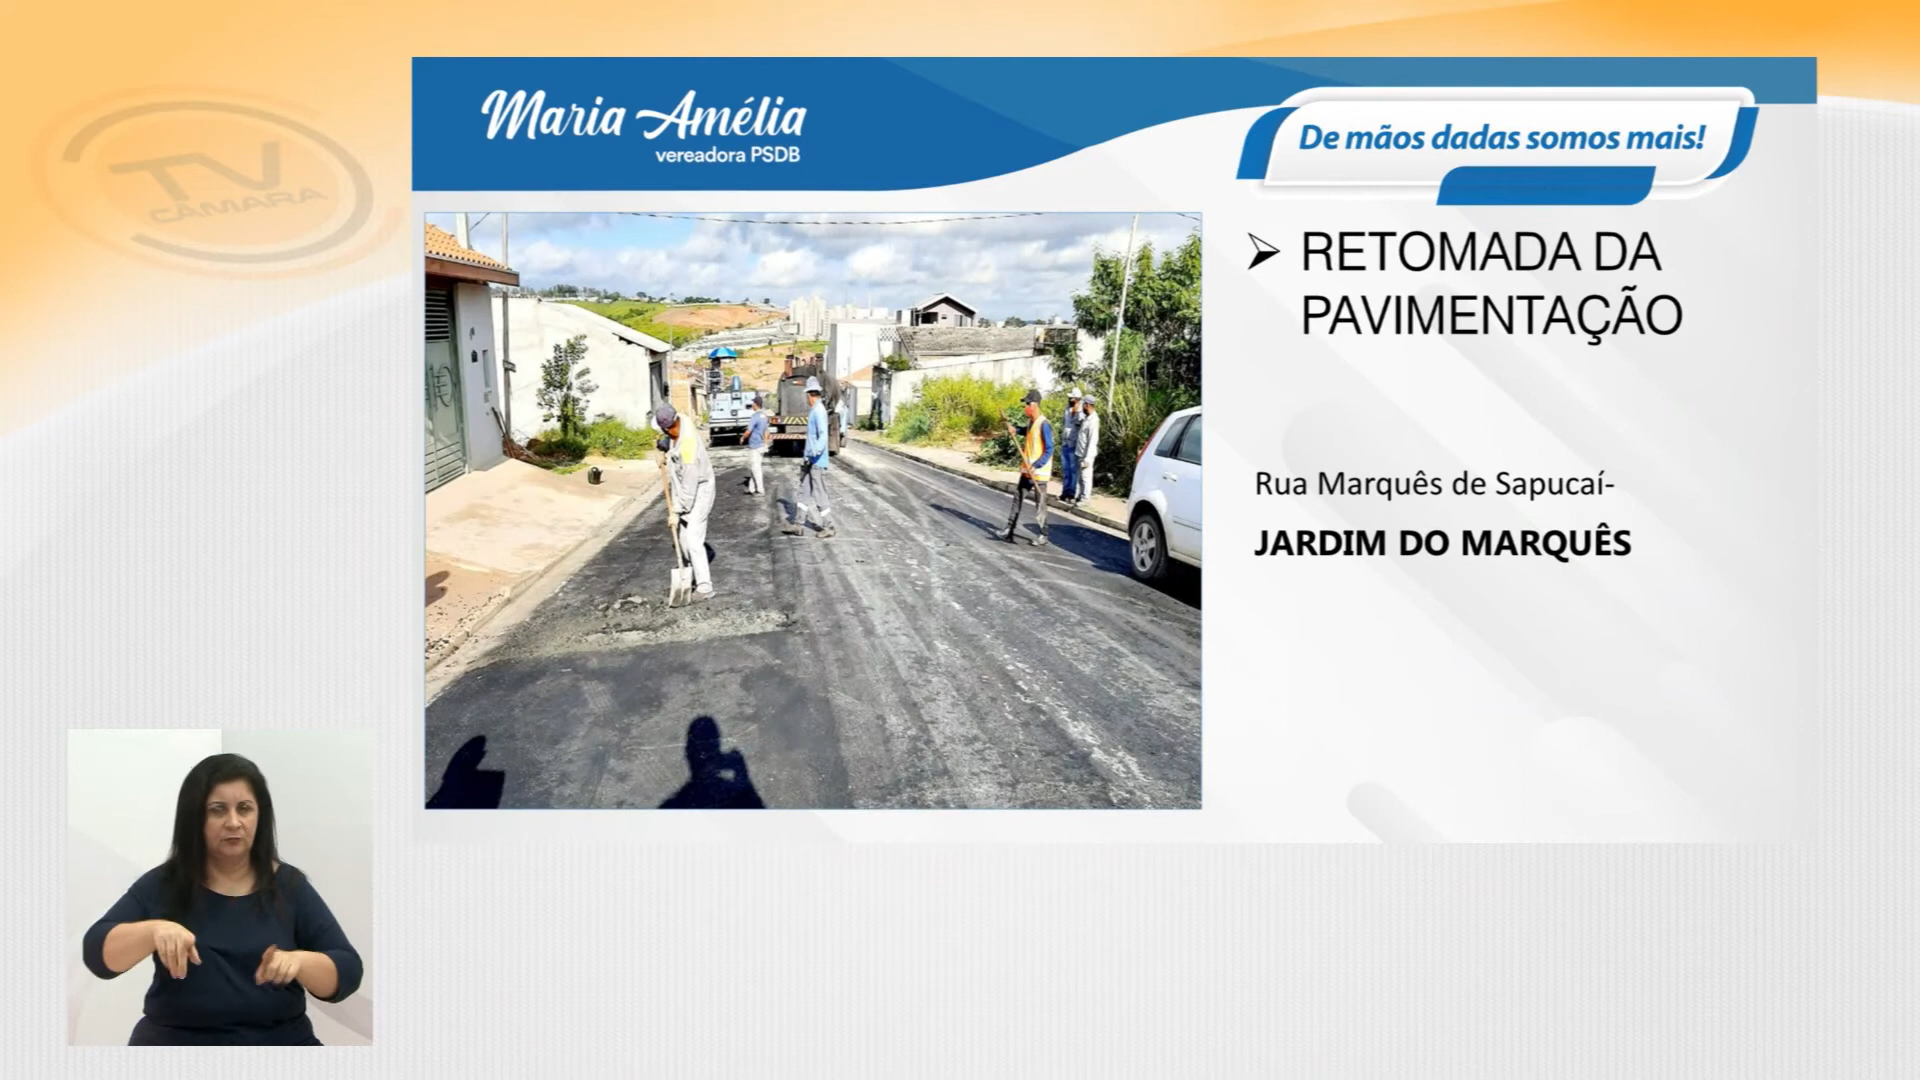 TV
CÂMARA
Maria Amélia
vereadora PSDB
De mãos dadas somos mais!
➢ RETOMADA DA
PAVIMENTAÇÃO
Rua Marquês de Sapucaí-
JARDIM DO MARQUÊS